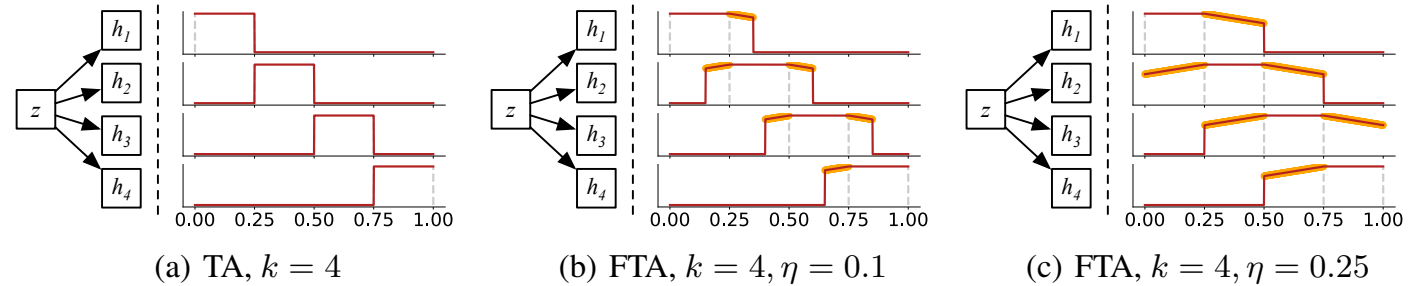 z
h1
h2
h3
h4
0.00 0.25 0.50 0.75 1.00
(a) TA, k = 4
z
h1
h2
h3
h4
0.00 0.25 0.50 0.75 1.00
(b) FTA, k = 4, η = 0.1
z
h1
h2
h3
h4
0.00 0.25 0.50 0.75 1.00
(c) FTA, k = 4, η = 0.25